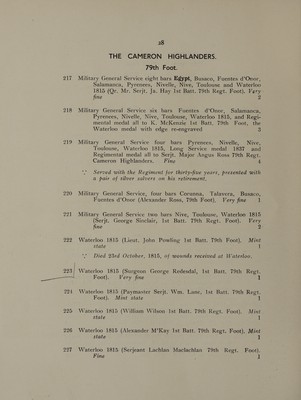 28
THE CAMERON HIGHLANDERS.
79th Foot.
217 Military General Service eight bars Egypt, Busaco, Fuentes d'Onor,
Salamanca, Pyrenees, Nivelle, Nive, Toulouse and Waterloo
1815 (Qr. Mr. Serjt. Jn. Hay 1st Batt. 79th Regt. Foot). Very
fine 2
218 Military General Service six bars Fuentes d'Onor, Salamanca,
Pyrenees, Nivelle, Nive, Toulouse, Waterloo, 1815, and Regi-
mental medal all to K. McKenzie 1st Batt. 79th Foot, the
Waterloo medal with edge re-engraved 3
219 Military General Service four bars Pyrenees, Nivelle, Nive,
Toulouse, Waterloo, 1815, Long Service medal 1837 and
Regimental medal all to Serjt. Major Angus Ross 79th Regt.
Cameron Highlanders. Fine 4
∵ Served with the Regiment for thirty-five years, presented with
a pair of silver salvers on his retirement.
220 Military General Service, four bars Corunna, Talavera, Busaco,
Fuentes d'Onor (Alexander Ross, 79th Foot). Very fine 1
221 Military General Service two bars Nive, Toulouse, Waterloo 1815
(Serjt. George Sinclair, 1st Batt. 79th Regt. Foot). Very
fine 2
222 Waterloo 1815 (Lieut. John Powling 1st Batt. 79th Foot). Mint
state 1
∵ Died 23rd October, 1815, of wounds received at Waterloo.
223 Waterloo 1815 (Surgeon George Redesdal, 1st Batt. 79th Regt.
Foot). Very fine 1
224 Waterloo 1815 (Paymaster Serjt. Wm. Lane, 1st Batt. 79th Regt.
Foot). Mint state 1
225 Waterloo 1815 (William Wilson 1st Batt. 79th Regt. Foot). Mint
state 1
226 Waterloo 1815 (Alexander M'Kay 1st Batt. 79th Regt. Foot). Mint
state 1
227 Waterloo 1815 (Serjeant Lachlan Maclachlan 79th Regt. Foot).
Fine 1